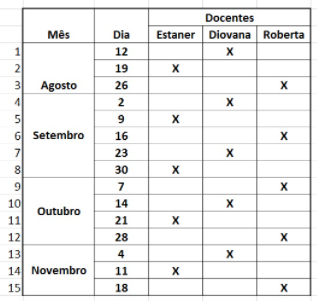 Docentes
Mês Dia Estaner Diovana Roberta
1 12 X
2 19 X
3 Agosto 26 X
4 2 X
5 9 X
6 Setembro 16 X
7 23 X
8 30 X
9 7 X
10 14 X
Outubro
11 21 X
12 28 X
13 4 X
14 Novembro 11 X
15 18 X